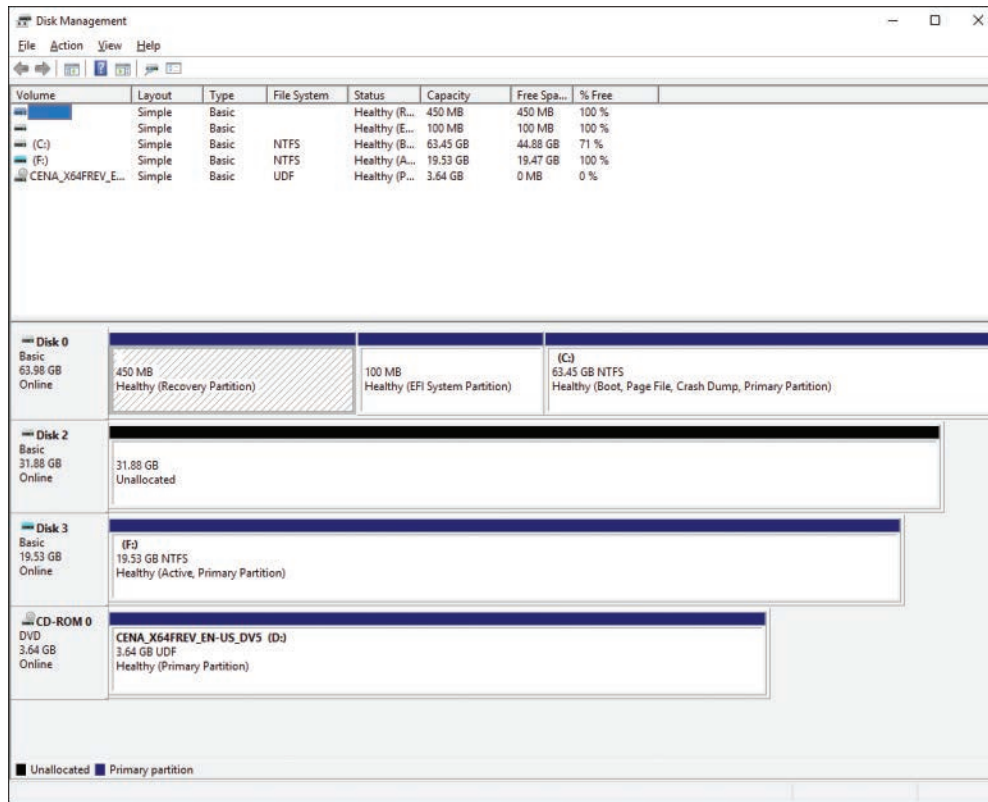 Disk Management
File Action View Help
Volume Layout Type File System Status Capacity Free Spa... % Free
Simple Basic Healthy (R... 450 MB 450 MB 100 %
Simple Basic Healthy (E... 100 MB 100 MB 100 %
(C:) Simple Basic NTFS Healthy (B... 63.45 GB 44.88 GB 71 %
(F:) Simple Basic NTFS Healthy (A... 19.53 GB 19.47 GB 100 %
CENA_X64FREV_E... Simple Basic UDF Healthy (P... 3.64 GB 0 MB 0 %
Disk 0
Basic
63.98 GB
Online
450 MB
Healthy (Recovery Partition)
100 MB
Healthy (EFI System Partition)
(C:)
63.45 GB NTFS
Healthy (Boot, Page File, Crash Dump, Primary Partition)
Disk 2
Basic
31.88 GB
Online
31.88 GB
Unallocated
Disk 3
Basic
19.53 GB
Online
(F:)
19.53 GB NTFS
Healthy (Active, Primary Partition)
CD-ROM 0
DVD
3.64 GB
Online
CENA_X64FREV_EN-US_DV5 (D:)
3.64 GB UDF
Healthy (Primary Partition)
Unallocated Primary partition